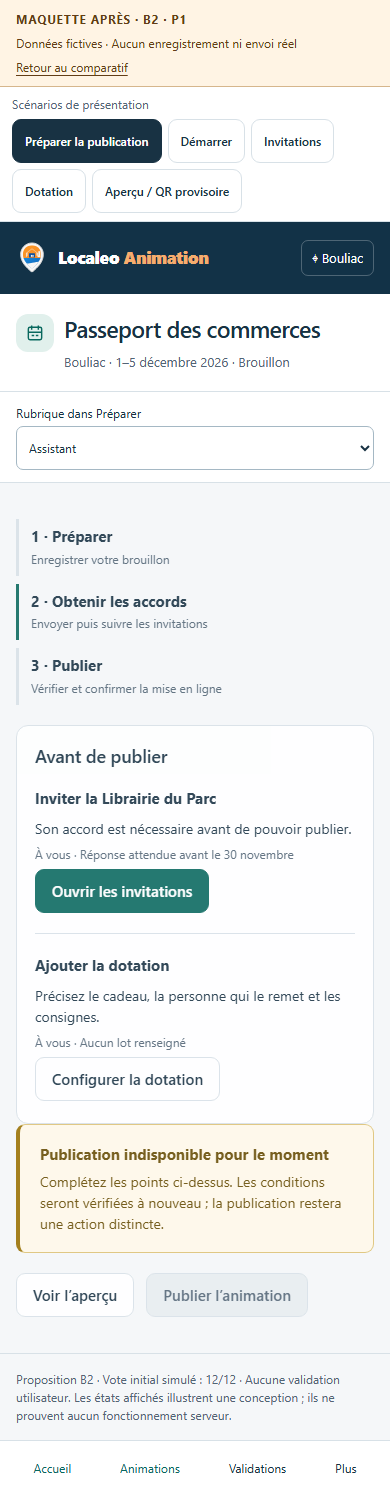 MAQUETTE APRÈS · B2 · P1
Données fictives · Aucun enregistrement ni envoi réel
Retour au comparatif
Scénarios de présentation
Préparer la publication
Démarrer
Invitations
Dotation
Aperçu / QR provisoire
Localeo Animation
Bouliac
Passeport des commerces
Bouliac · 1–5 décembre 2026 · Brouillon
Rubrique dans Préparer
Assistant
1 · Préparer
Enregistrer votre brouillon
2 · Obtenir les accords
Envoyer puis suivre les invitations
3 · Publier
Vérifier et confirmer la mise en ligne
Avant de publier
Inviter la Librairie du Parc
Son accord est nécessaire avant de pouvoir publier.
À vous · Réponse attendue avant le 30 novembre
Ouvrir les invitations
Ajouter la dotation
Précisez le cadeau, la personne qui le remet et les
consignes.
À vous · Aucun lot renseigné
Configurer la dotation
Publication indisponible pour le moment
Complétez les points ci-dessus. Les conditions
seront vérifiées à nouveau ; la publication restera
une action distincte.
Voir l’aperçu
Publier l’animation
Proposition B2 · Vote initial simulé : 12/12 · Aucune validation
utilisateur. Les états affichés illustrent une conception ; ils ne
prouvent aucun fonctionnement serveur.
Accueil
Animations
Validations
Plus